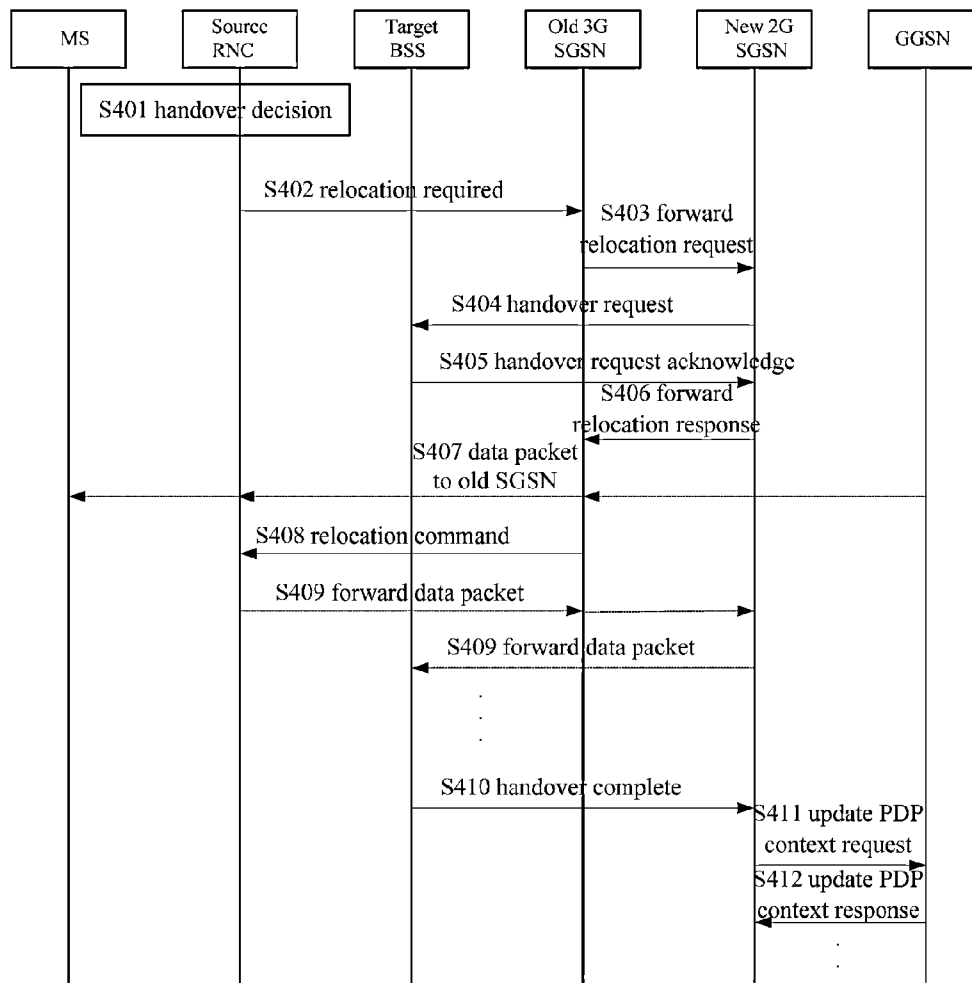 MS
Source
RNC
Target
BSS
Old 3G
SGSN
New 2G
SGSN
GGSN
S401 handover decision
S402 relocation required
S403 forward
relocation request
S404 handover request
S405 handover request acknowledge
S406 forward
relocation response
S407 data packet
to old SGSN
S408 relocation command
S409 forward data packet
S409 forward data packet
S410 handover complete
S411 update PDP
context request
S412 update PDP
context response